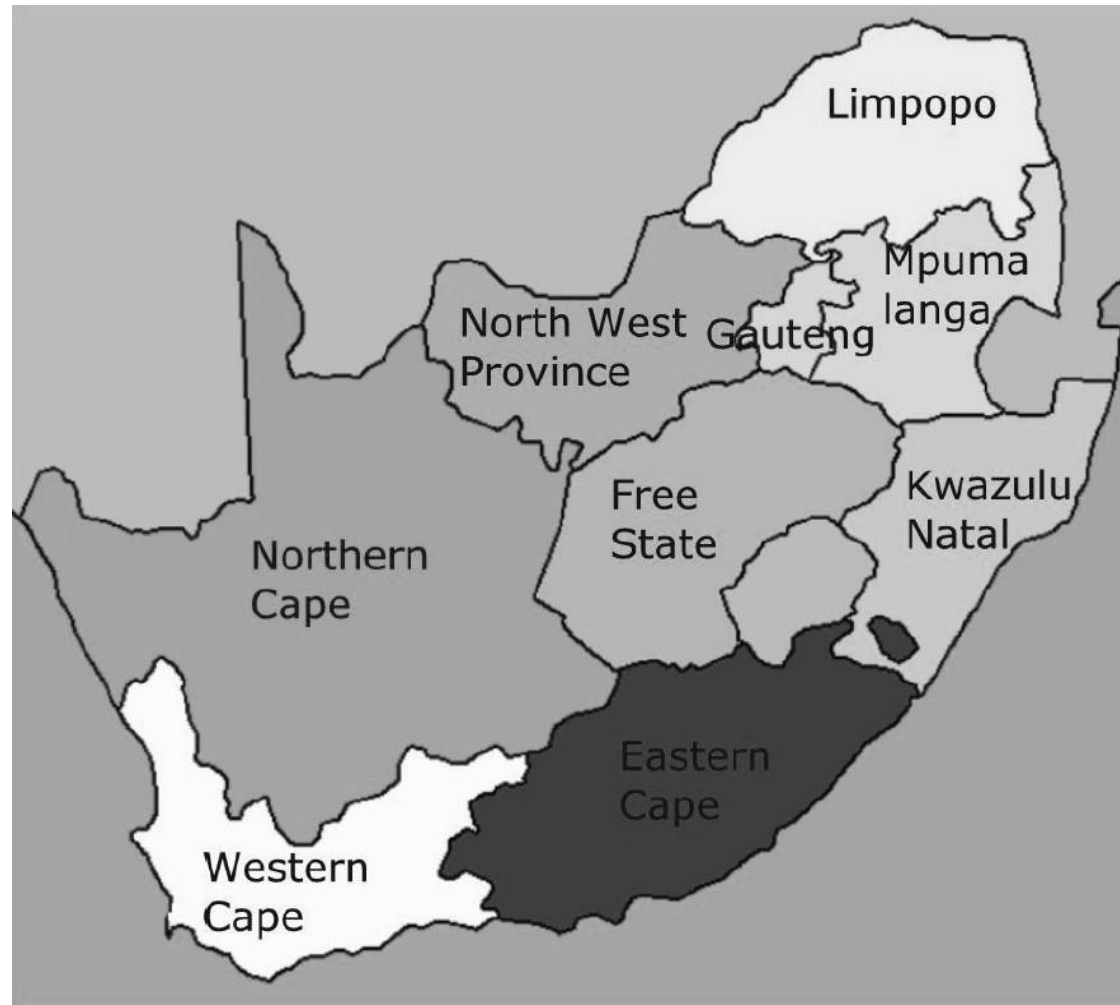 Limpopo
Mpuma
langa
North West
Province
Gauteng
Free
State
Kwazulu
Natal
Northern
Cape
Eastern
Cape
Western
Cape